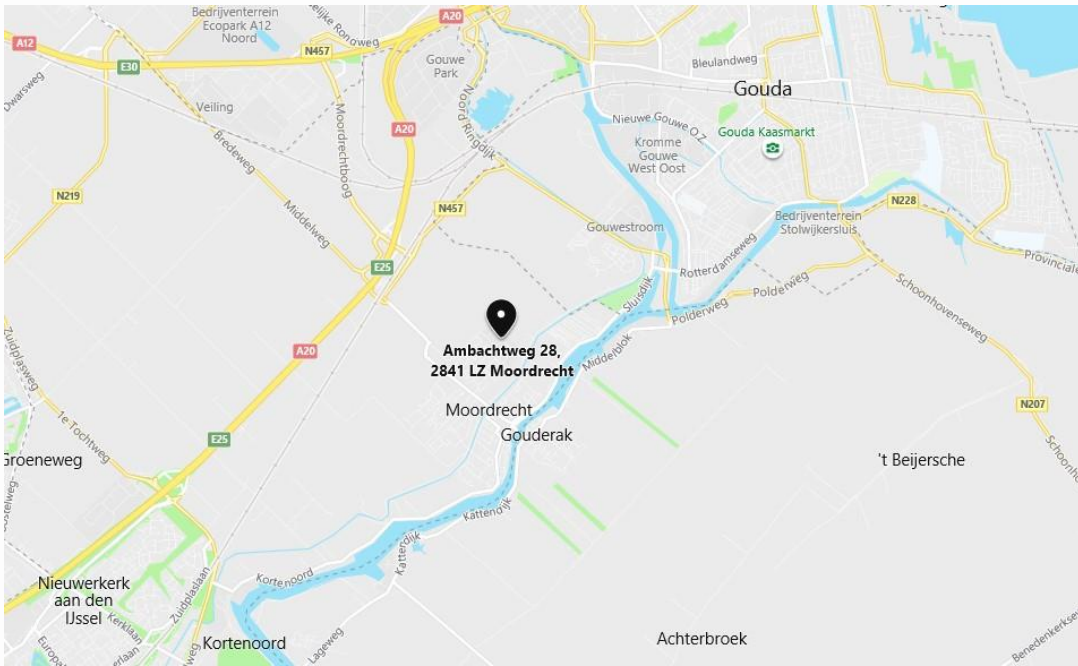 Bedrijventerrein
Ecopark A12
Noord
A20
A12
N457
E30
Gouwe
Park
Bleulandweg
Gouda
Dwarsweg
Veiling
Moordrechtboog
Noord Ringdijk
A20
Nieuwe Gouwe O.Z.
Gouda Kaasmarkt
Kromme
Gouwe
West Oost
Bredeweg
N219
Middelweg
N457
N228
Gouwestroom
Bedrijventerrein
Stolwijkersluis
Rotterdamseweg
Provinciale
E25
Sluisdijk
Polderweg
Polderweg
Schoonhovenseweg
Ambachtweg 28,
2841 LZ Moordrecht
Middelblok
Zuidplasweg
A20
Moordrecht
Gouderak
N207
1e Tochtweg
E25
Groeneweg
't Beijersche
Kattendijk
Kattendijk
Nieuwerkerk
aan den
IJssel
Zuidplaslaan
Kortenoord
Kerklaan
Kortenoord
Lageweg
Achterbroek